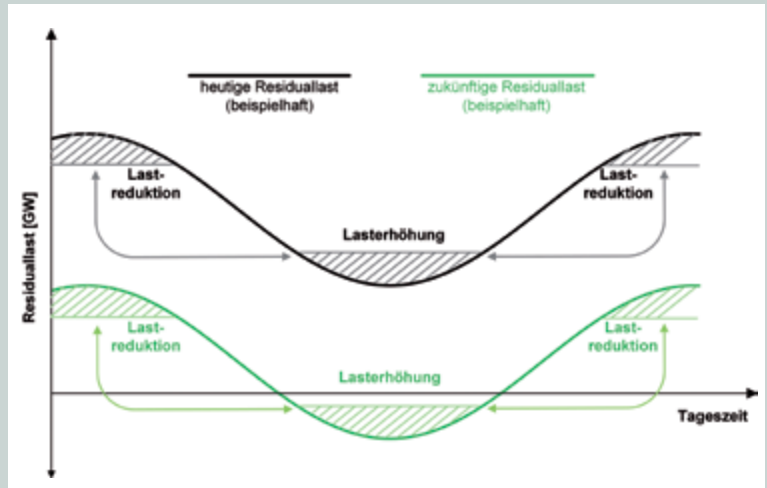 heutige Residuallast
(beispielhaft)
zukünftige Residuallast
(beispielhaft)
Residuallast [GW]
Last-
reduktion
Lasterhöhung
Last-
reduktion
Last-
reduktion
Lasterhöhung
Last-
reduktion
Tageszeit